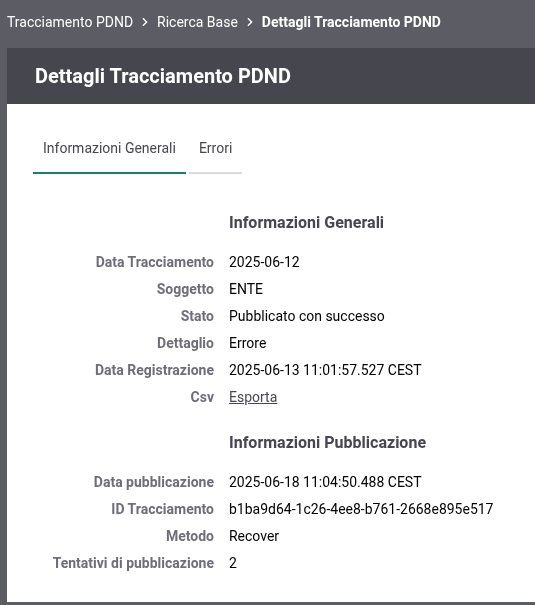 Tracciamento PDND > Ricerca Base > Dettagli Tracciamento PDND
Dettagli Tracciamento PDND
Informazioni Generali Errori
Informazioni Generali
Data Tracciamento 2025-06-12
Soggetto ENTE
Stato Pubblicato con successo
Dettaglio Errore
Data Registrazione 2025-06-13 11:01:57.527 CEST
Csv Esporta
Informazioni Pubblicazione
Data pubblicazione 2025-06-18 11:04:50.488 CEST
ID Tracciamento b1ba9d64-1c26-4ee8-b761-2668e895e517
Metodo Recover
Tentativi di pubblicazione 2